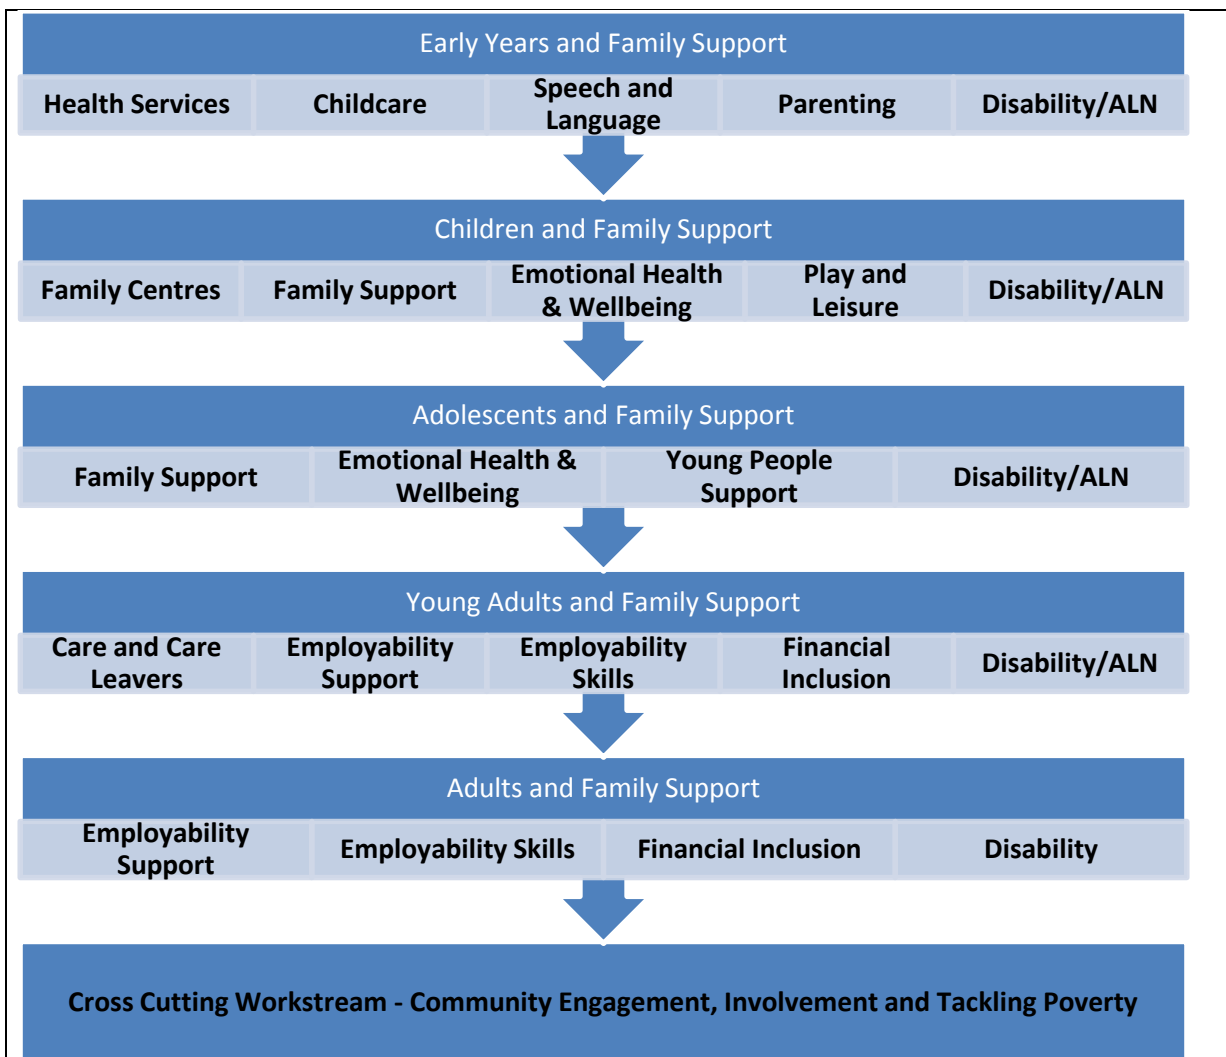 Early Years and Family Support
Health Services
Childcare
Speech and
Language
Parenting
Disability/ALN
Children and Family Support
Family Centres
Family Support
Emotional Health
& Wellbeing
Play and
Leisure
Disability/ALN
Adolescents and Family Support
Family Support
Emotional Health &
Wellbeing
Young People
Support
Disability/ALN
Young Adults and Family Support
Care and Care
Leavers
Employability
Support
Employability
Skills
Financial
Inclusion
Disability/ALN
Adults and Family Support
Employability
Support
Employability Skills
Financial Inclusion
Disability
Cross Cutting Workstream - Community Engagement, Involvement and Tackling Poverty